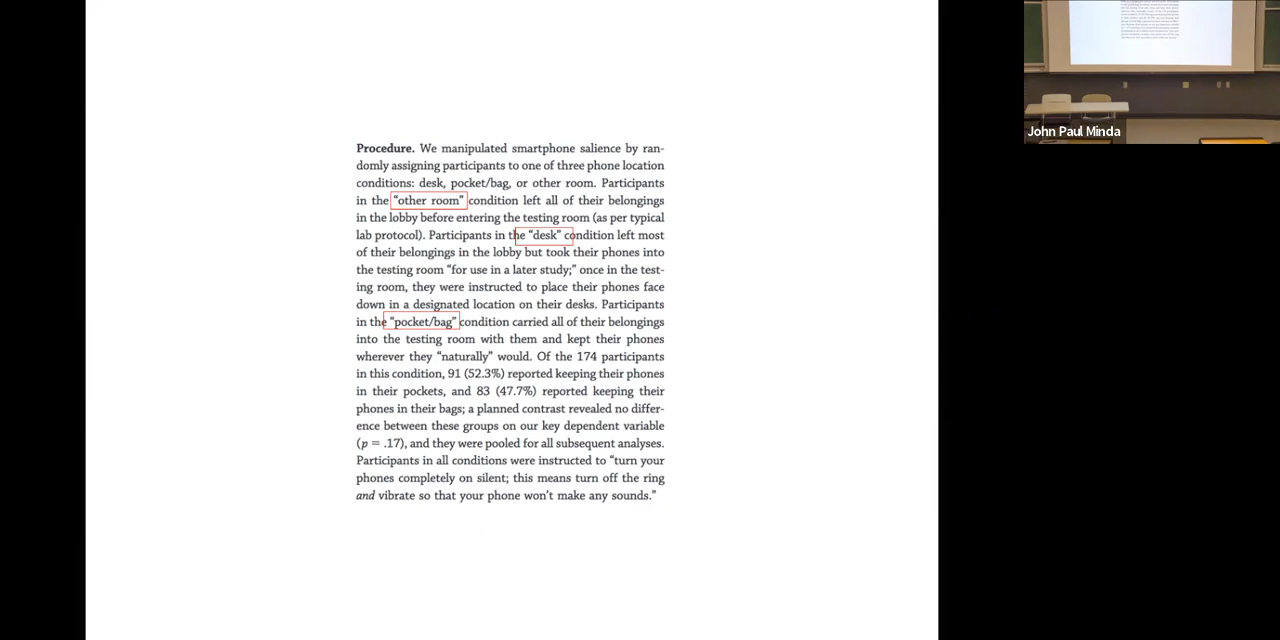 Procedure. We manipulated smartphone salience by ran-
domly assigning participants to one of three phone location
conditions: desk, pocket/bag, or other room. Participants
in the “other room” condition left all of their belongings
in the lobby before entering the testing room (as per typical
lab protocol). Participants in the “desk” condition left most
of their belongings in the lobby but took their phones into
the testing room “for use in a later study;” once in the test-
ing room, they were instructed to place their phones face
down in a designated location on their desks. Participants
in the “pocket/bag” condition carried all of their belongings
into the testing room with them and kept their phones
wherever they “naturally” would. Of the 174 participants
in this condition, 91 (52.3%) reported keeping their phones
in their pockets, and 83 (47.7%) reported keeping their
phones in their bags; a planned contrast revealed no differ-
ence between these groups on our key dependent variable
(p = .17), and they were pooled for all subsequent analyses.
Participants in all conditions were instructed to “turn your
phones completely on silent; this means turn off the ring
and vibrate so that your phone won’t make any sounds.”
John Paul Minda